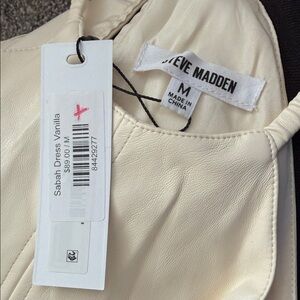 STEVE MADDEN
M
MADE IN
CHINA
Sabah Dress Vanilla
$89.00 / M
84429277